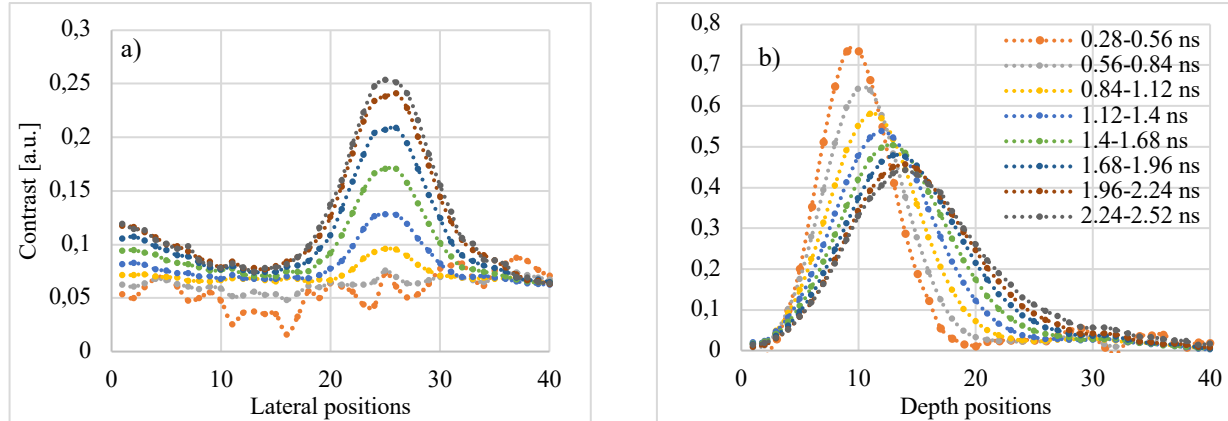 a)
Contrast [a.u.]
0,3
0,25
0,2
0,15
0,1
0,05
0
0 10 20 30 40
Lateral positions
b)
0,8
0,7
0,6
0,5
0,4
0,3
0,2
0,1
0
0 10 20 30 40
Depth positions
0.28-0.56 ns
0.56-0.84 ns
0.84-1.12 ns
1.12-1.4 ns
1.4-1.68 ns
1.68-1.96 ns
1.96-2.24 ns
2.24-2.52 ns